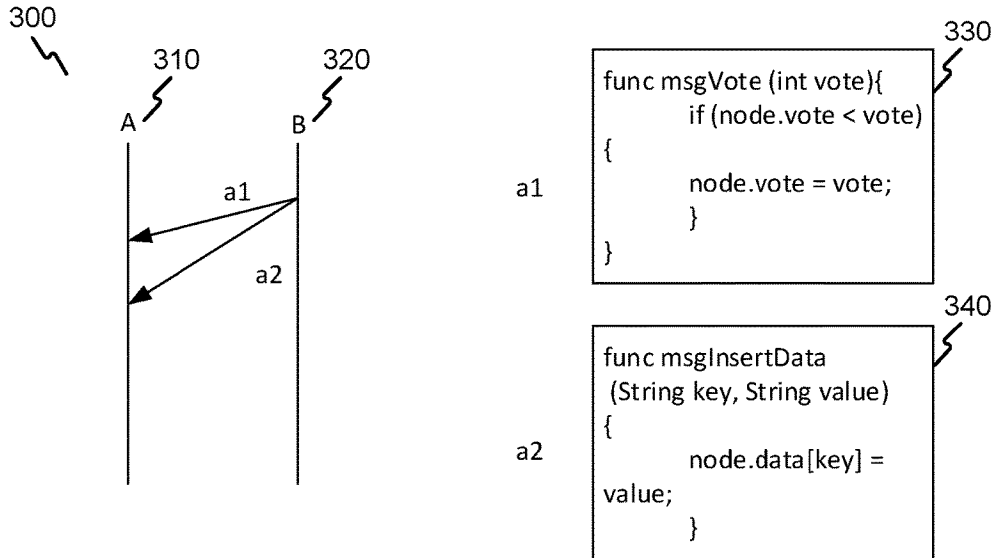 300
310
320
A
B
a1
a2
330
a1
func msgVote (int vote){
if (node.vote < vote)
{
node.vote = vote;
}
}
340
a2
func msgInsertData
(String key, String value)
{
node.data[key] =
value;
}